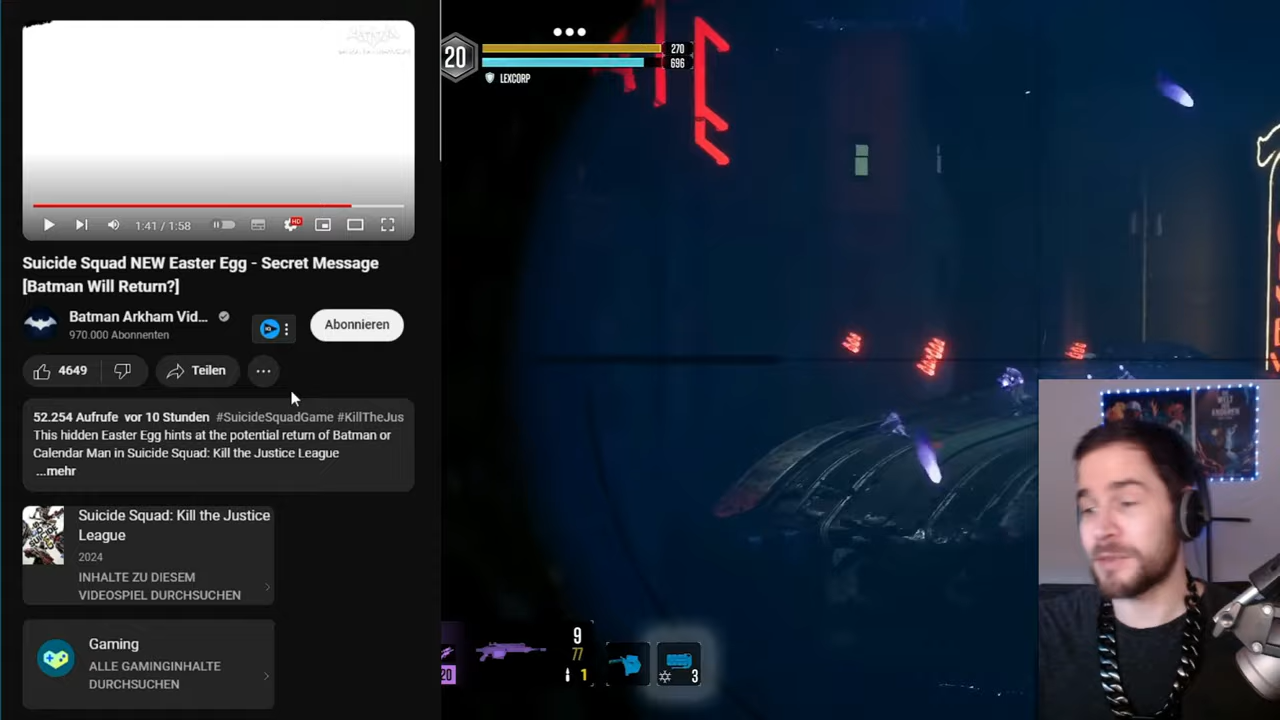 1:41 / 1:58
HD
Suicide Squad NEW Easter Egg - Secret Message
[Batman Will Return?]
Batman Arkham Vid...
970.000 Abonnenten
Abonnieren
4649
Teilen
52.254 Aufrufe vor 10 Stunden #SuicideSquadGame #KillTheJus
This hidden Easter Egg hints at the potential return of Batman or
Calendar Man in Suicide Squad: Kill the Justice League
...mehr
Suicide Squad: Kill the Justice
League
2024
INHALTE ZU DIESEM
VIDEOSPIEL DURCHSUCHEN
Gaming
ALLE GAMINGINHALTE
DURCHSUCHEN
20
270
696
LEXCORP
20
9
77
1
3